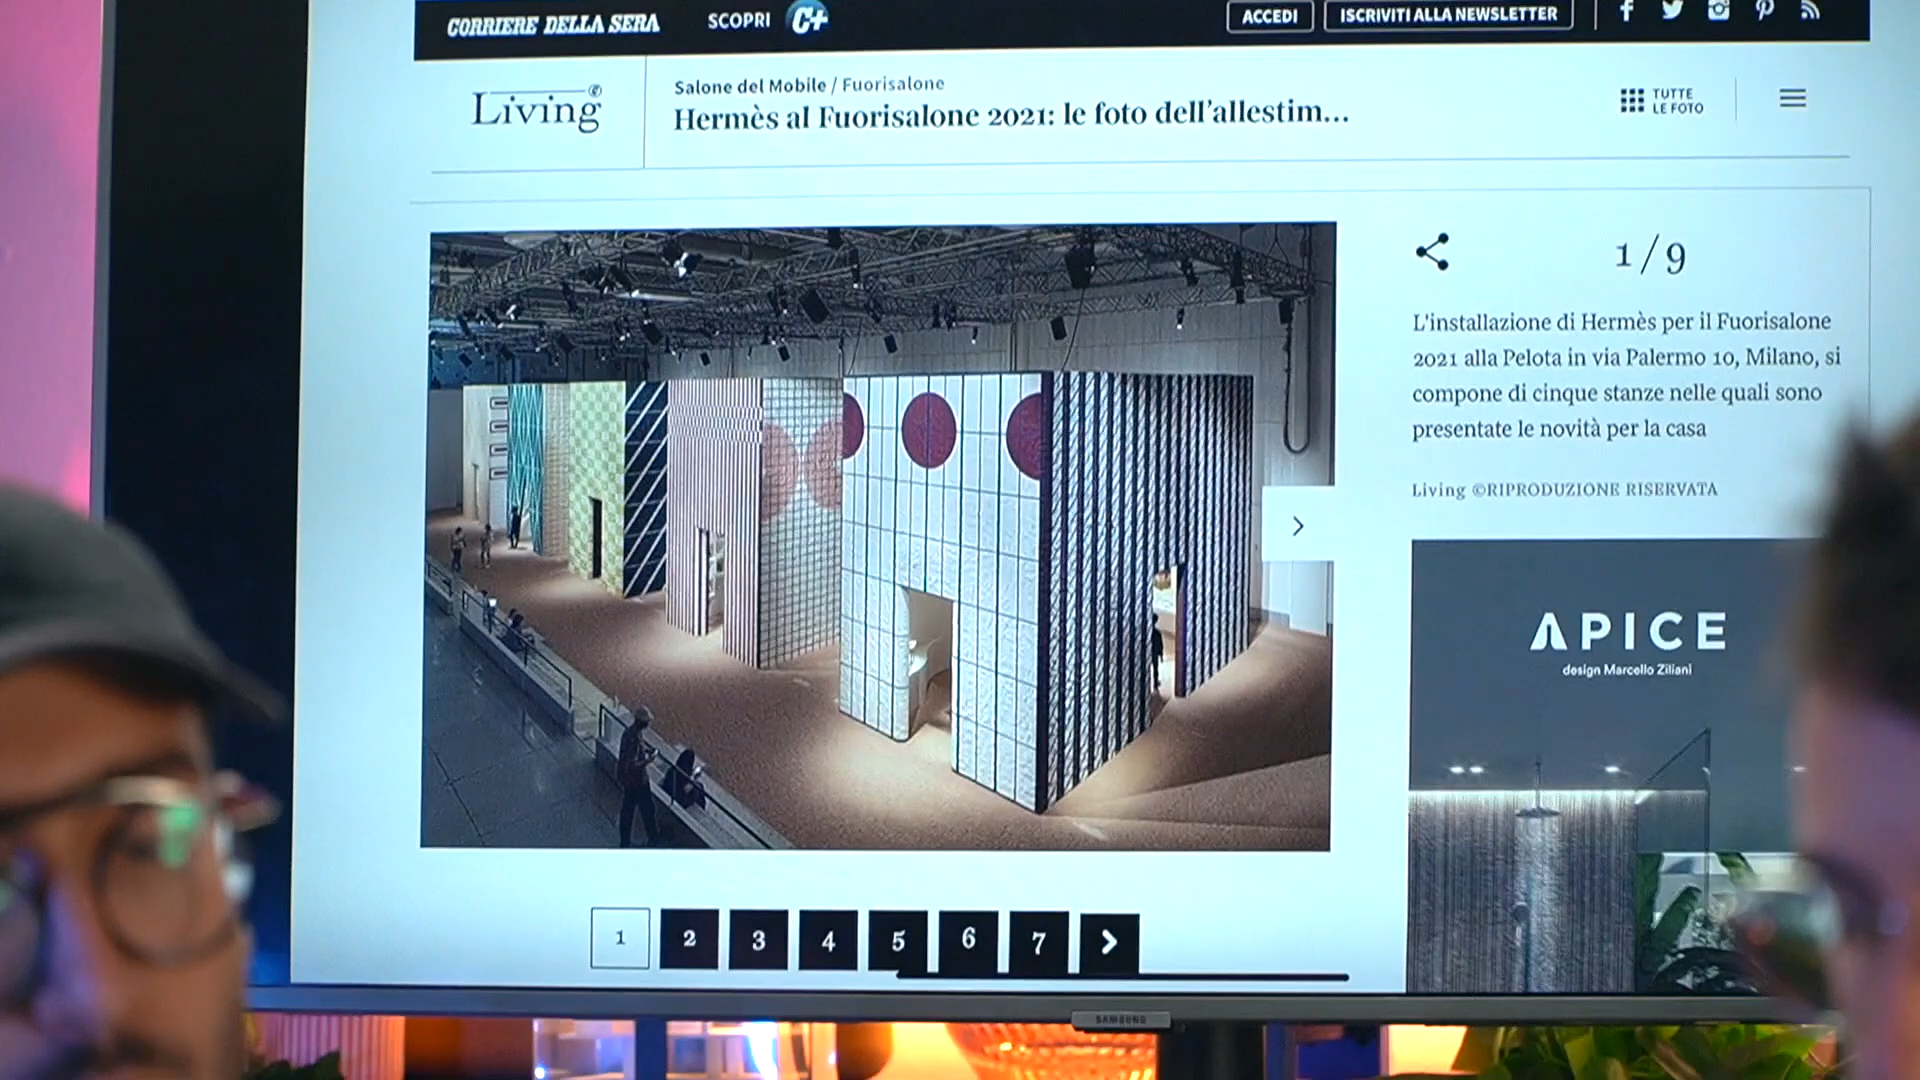 CORRIERE DELLA SERA
SCOPRI C+
ACCEDI
ISCRIVITI ALLA NEWSLETTER
Living
Salone del Mobile / Fuorisalone
Hermès al Fuorisalone 2021: le foto dell'allestim...
TUTTE
LE FOTO
1/9
L'installazione di Hermès per il Fuorisalone
2021 alla Pelota in via Palermo 10, Milano, si
compone di cinque stanze nelle quali sono
presentate le novità per la casa
Living ©RIPRODUZIONE RISERVATA
APICE
design Marcello Ziliani
1 2 3 4 5 6 7
SAMSUNG